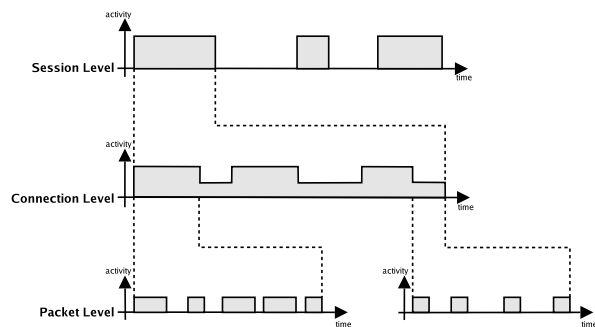 activity
Session Level
time
activity
Connection Level
time
activity
activity
Packet Level
time
time